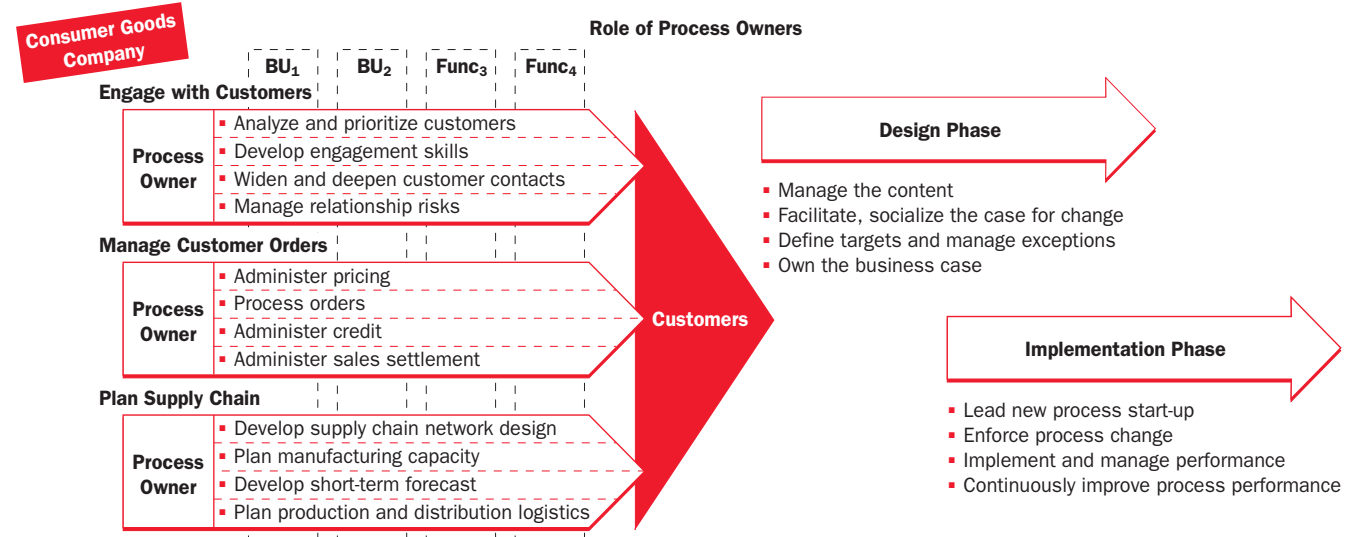 Consumer Goods
Company
Role of Process Owners
BU₁
BU₂
Func₃
Func₄
Engage with Customers
Process
Owner
▪ Analyze and prioritize customers
▪ Develop engagement skills
▪ Widen and deepen customer contacts
▪ Manage relationship risks
Manage Customer Orders
Process
Owner
▪ Administer pricing
▪ Process orders
▪ Administer credit
▪ Administer sales settlement
Plan Supply Chain
Process
Owner
▪ Develop supply chain network design
▪ Plan manufacturing capacity
▪ Develop short-term forecast
▪ Plan production and distribution logistics
Customers
Design Phase
▪ Manage the content
▪ Facilitate, socialize the case for change
▪ Define targets and manage exceptions
▪ Own the business case
Implementation Phase
▪ Lead new process start-up
▪ Enforce process change
▪ Implement and manage performance
▪ Continuously improve process performance